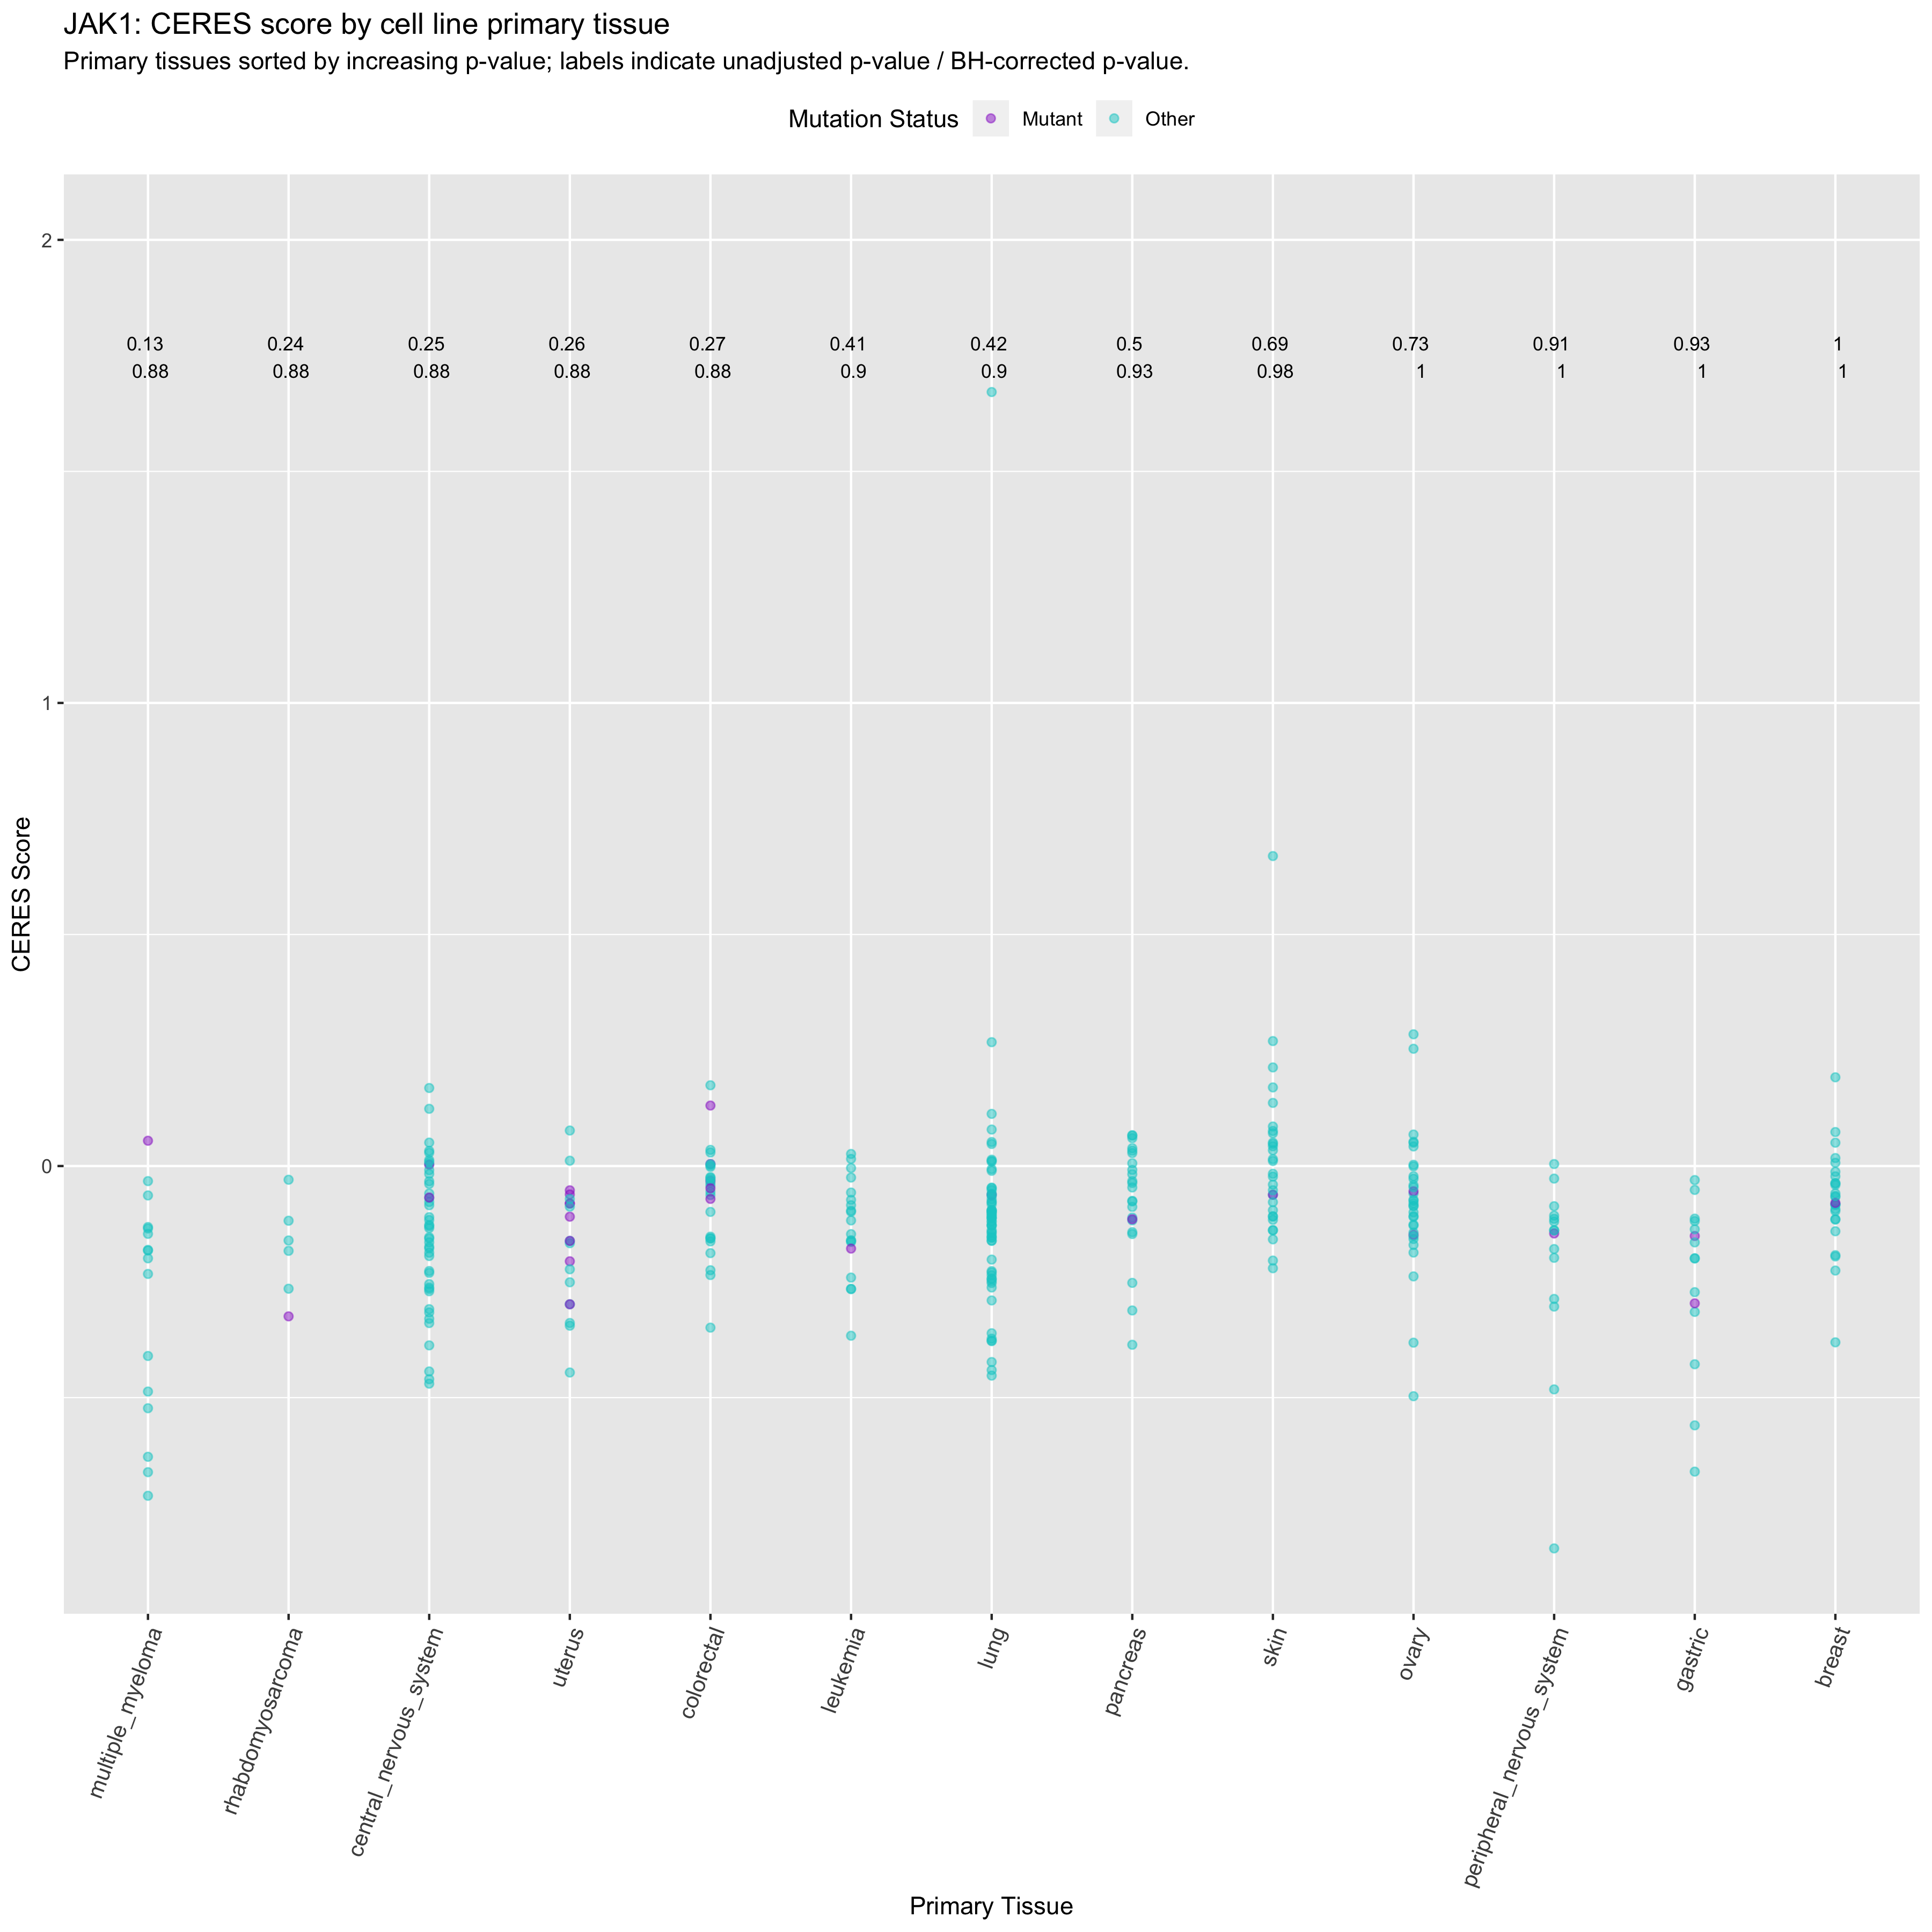 JAK1: CERES score by cell line primary tissue
Primary tissues sorted by increasing p-value; labels indicate unadjusted p-value / BH-corrected p-value.
Mutation Status Mutant Other
2
0.13 0.24 0.25 0.26 0.27 0.41 0.42 0.5 0.69 0.73 0.91 0.93 1
0.88 0.88 0.88 0.88 0.88 0.9 0.9 0.93 0.98 1 1 1 1
1
CERES Score
0
multiple_myeloma
rhabdomyosarcoma
central_nervous_system
uterus
colorectal
leukemia
lung
pancreas
skin
ovary
peripheral_nervous_system
gastric
breast
Primary Tissue